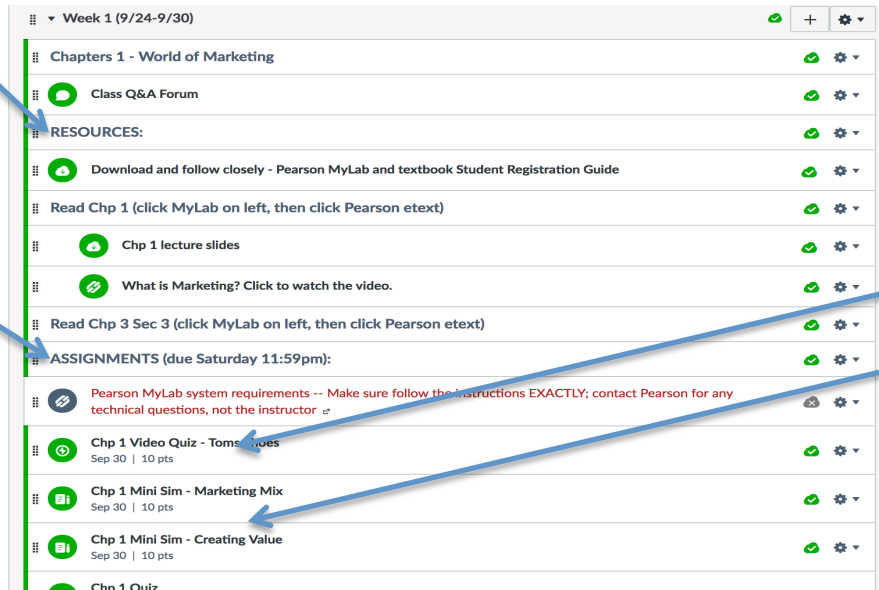 Week 1 (9/24-9/30)
Chapters 1 - World of Marketing
Class Q&A Forum
RESOURCES:
Download and follow closely - Pearson MyLab and textbook Student Registration Guide
Read Chp 1 (click MyLab on left, then click Pearson etext)
Chp 1 lecture slides
What is Marketing? Click to watch the video.
Read Chp 3 Sec 3 (click MyLab on left, then click Pearson etext)
ASSIGNMENTS (due Saturday 11:59pm):
Pearson MyLab system requirements -- Make sure follow the instructions EXACTLY; contact Pearson for any
technical questions, not the instructor
Chp 1 Video Quiz - Toms Shoes
Sep 30 | 10 pts
Chp 1 Mini Sim - Marketing Mix
Sep 30 | 10 pts
Chp 1 Mini Sim - Creating Value
Sep 30 | 10 pts
Chp 1 Quiz